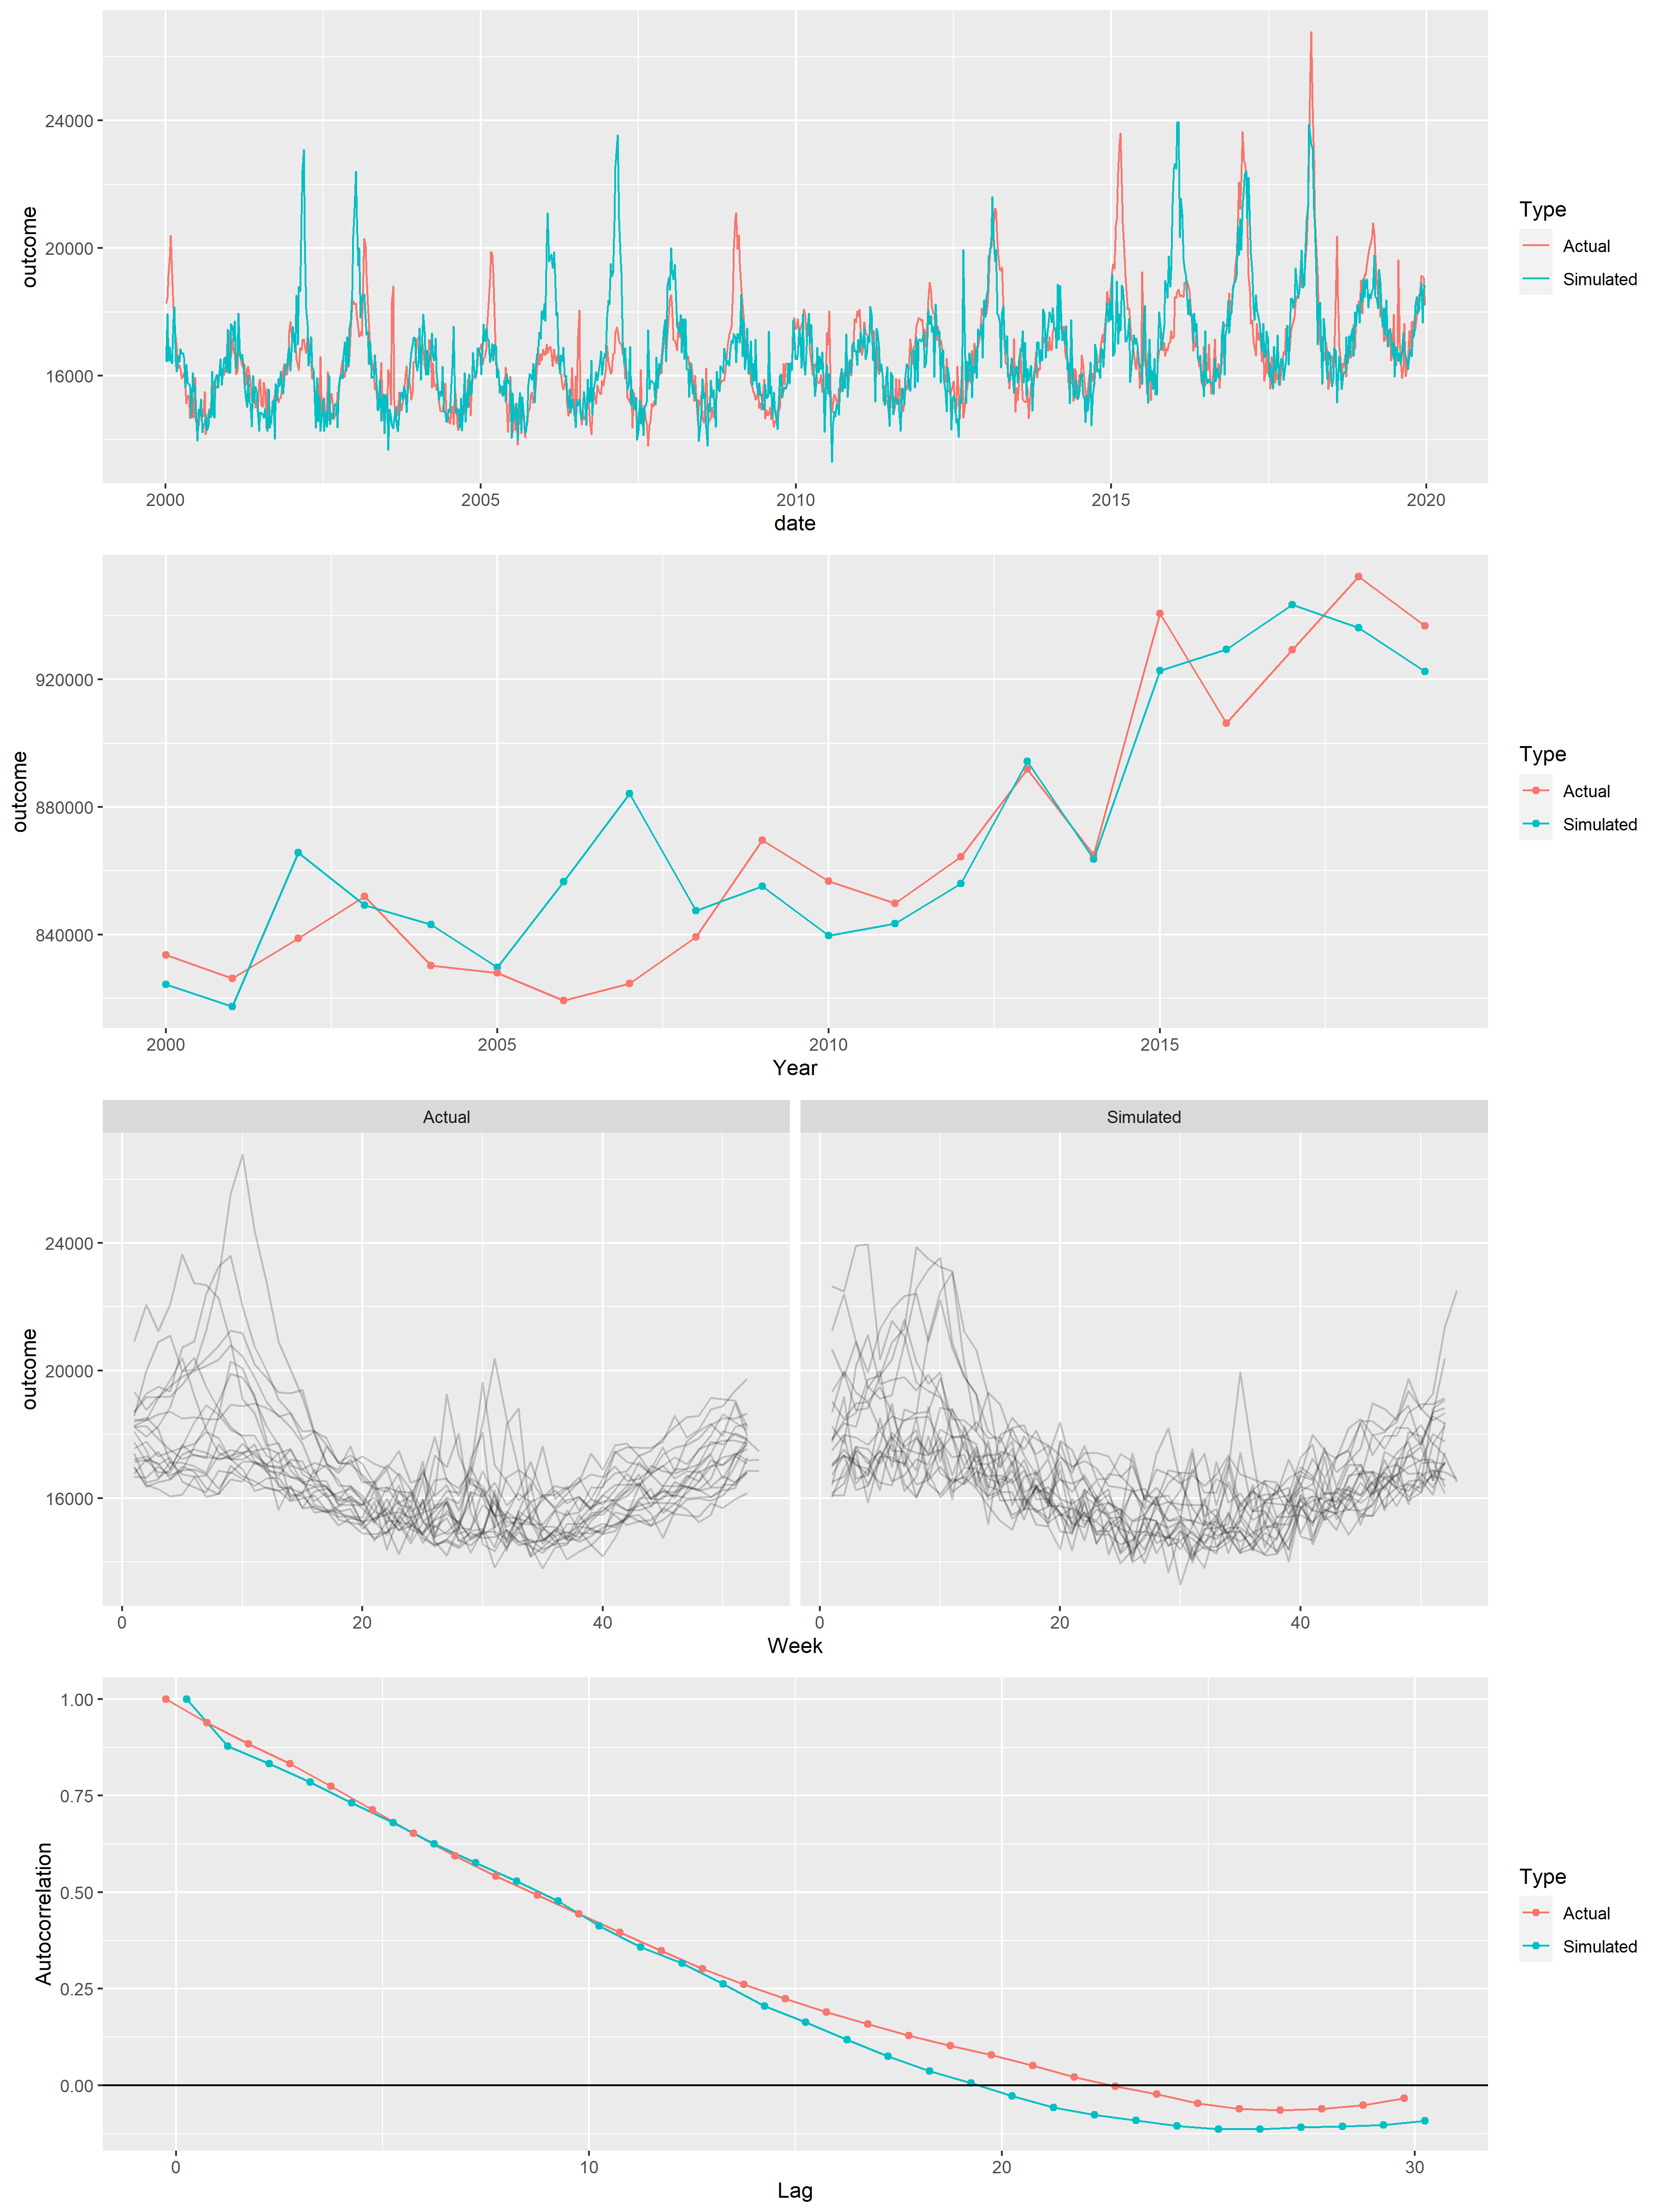 outcome
24000
20000
16000
2000
2005
2010
2015
2020
date
Type
Actual
Simulated
outcome
920000
880000
840000
2000
2005
2010
2015
Year
Type
Actual
Simulated
Actual
Simulated
outcome
24000
20000
16000
0
20
40
0
20
40
Week
Autocorrelation
1.00
0.75
0.50
0.25
0.00
0
10
20
30
Lag
Type
Actual
Simulated